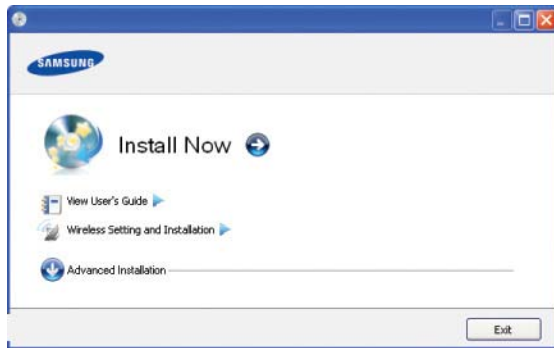 SAMSUNG
Install Now
View User's Guide
Wireless Setting and Installation
Advanced Installation
Exit